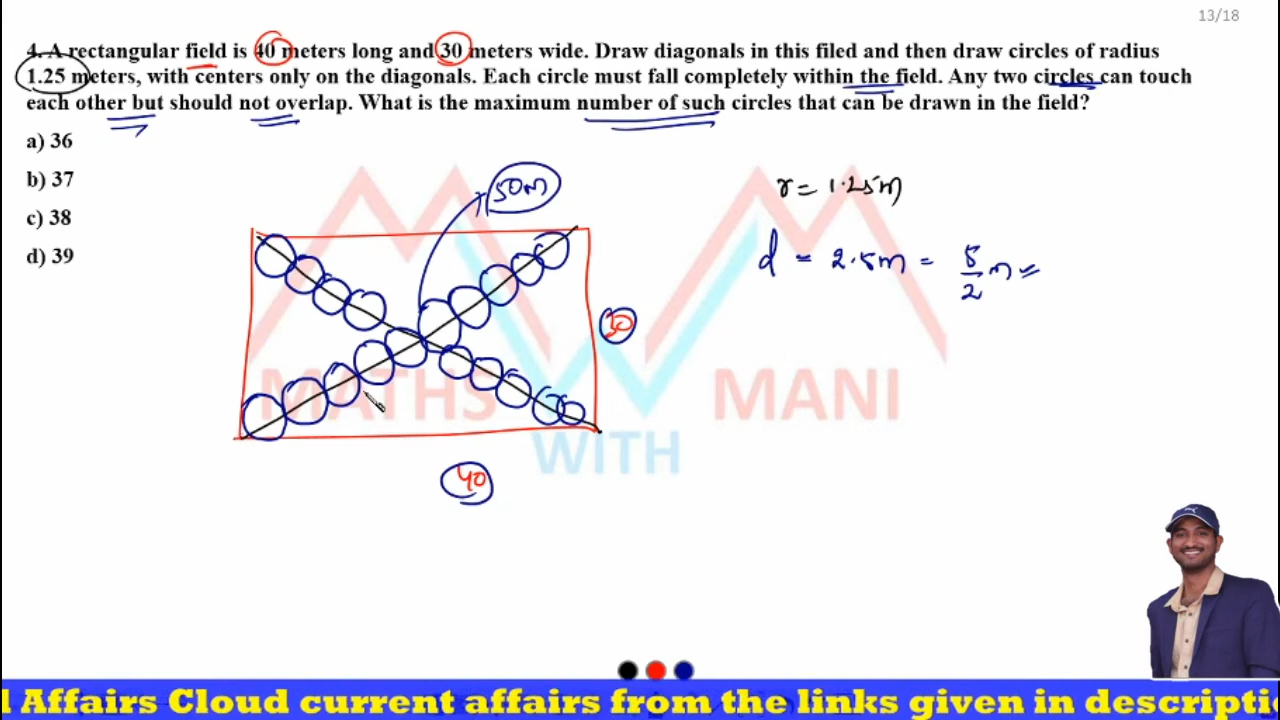 13/18
4. A rectangular field is 40 meters long and 30 meters wide. Draw diagonals in this filed and then draw circles of radius
1.25 meters, with centers only on the diagonals. Each circle must fall completely within the field. Any two circles can touch
each other but should not overlap. What is the maximum number of such circles that can be drawn in the field?
a) 36
b) 37
c) 38
d) 39
50m
r = 1.25m
d = 2.5m = 5/2 m =
30
MATHS MANI
WITH
40
l Affairs Cloud current affairs from the links given in descripti